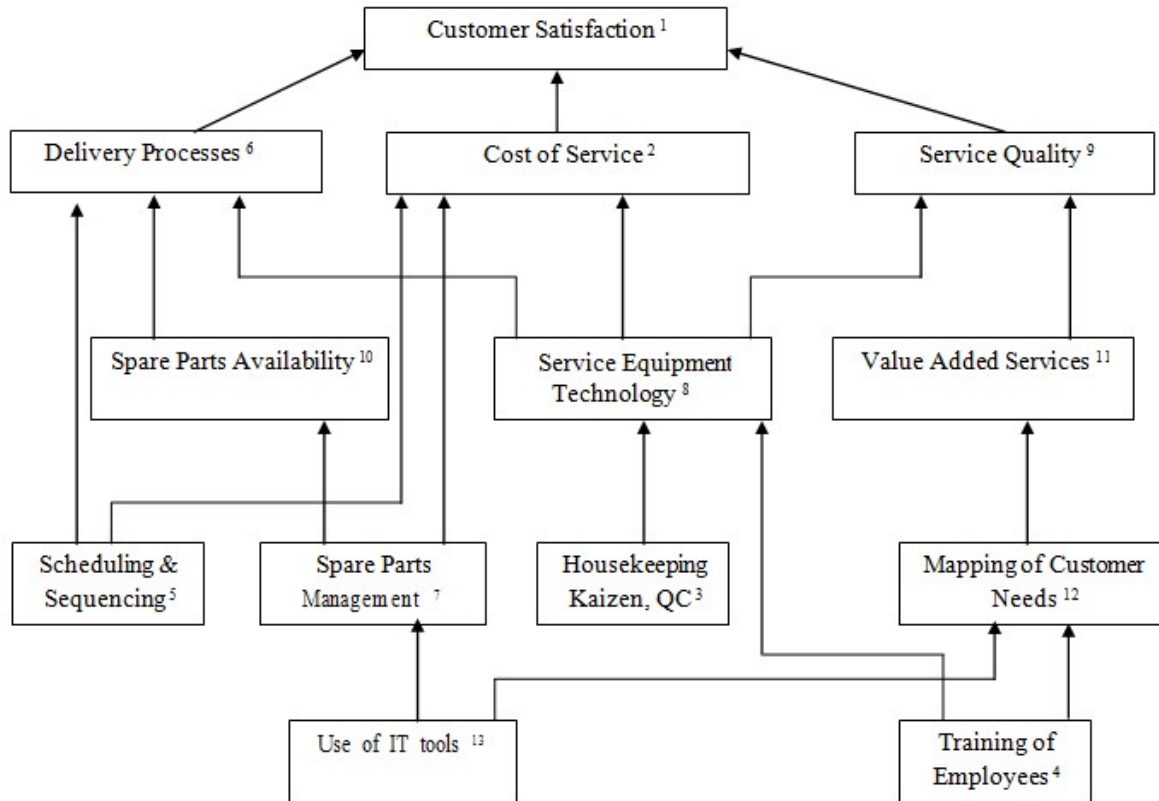 Customer Satisfaction 1
Delivery Processes 6
Cost of Service 2
Service Quality 9
Spare Parts Availability 10
Service Equipment
Technology 8
Value Added Services 11
Scheduling &
Sequencing 5
Spare Parts
Management 7
Housekeeping
Kaizen, QC 3
Mapping of Customer
Needs 12
Use of IT tools 13
Training of
Employees 4